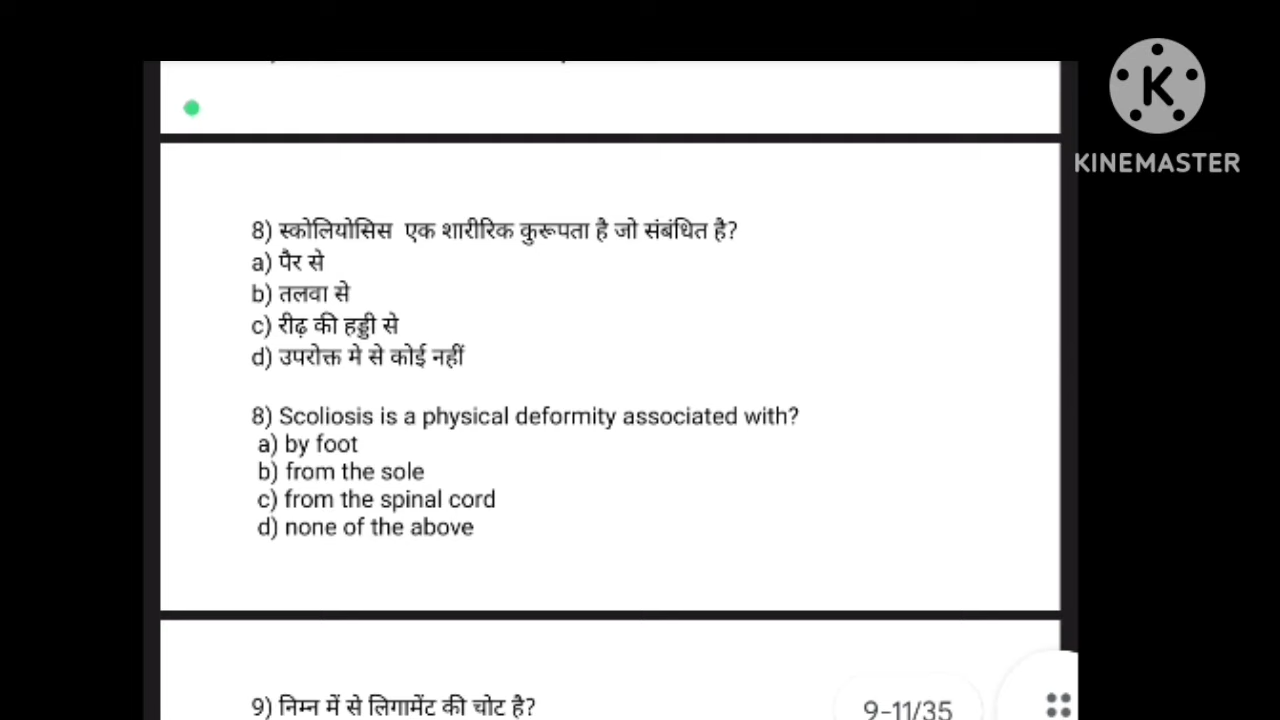 K
KINEMASTER
8) स्कोलियोसिस एक शारीरिक कुरूपता है जो संबंधित है?
a) पैर से
b) तलवा से
c) रीढ़ की हड्डी से
d) उपरोक्त मे से कोई नहीं
8) Scoliosis is a physical deformity associated with?
a) by foot
b) from the sole
c) from the spinal cord
d) none of the above
9) निम्न में से लिगामेंट की चोट है?
9-11/35